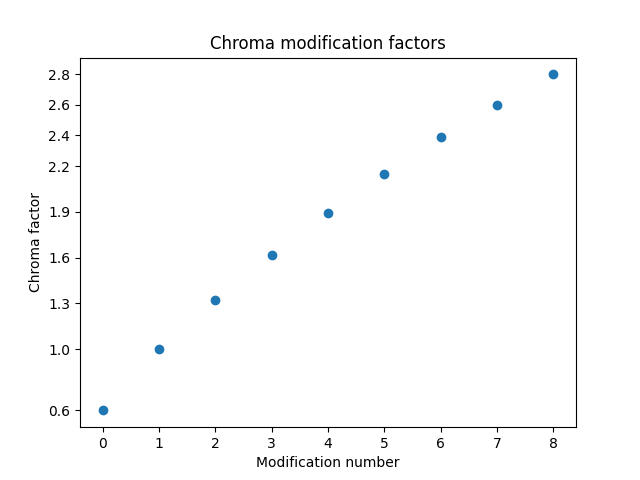 Chroma modification factors
Chroma factor
2.8
2.6
2.4
2.2
1.9
1.6
1.3
1.0
0.6
0 1 2 3 4 5 6 7 8
Modification number